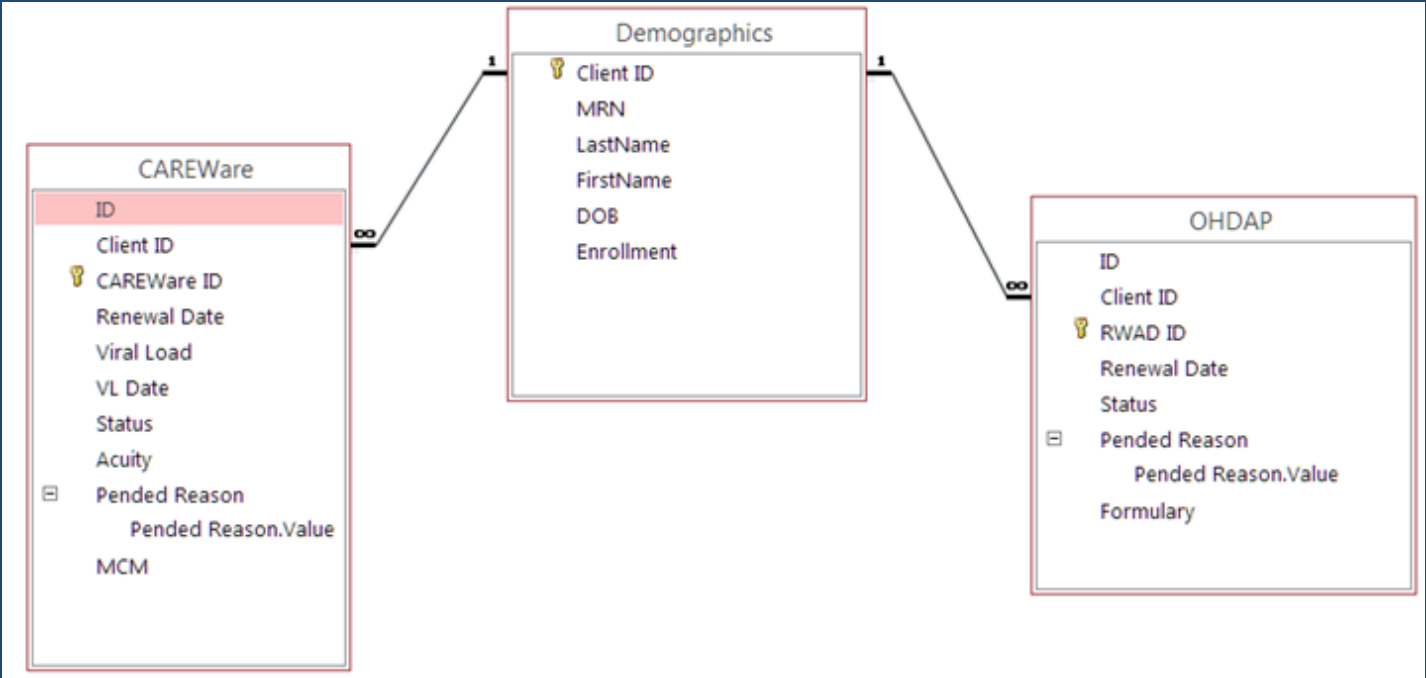 CAREWare
ID
Client ID
CAREWare ID
Renewal Date
Viral Load
VL Date
Status
Acuity
Pended Reason
Pended Reason.Value
MCM
1
∞
Demographics
Client ID
MRN
LastName
FirstName
DOB
Enrollment
1
∞
OHDAP
ID
Client ID
RWAD ID
Renewal Date
Status
Pended Reason
Pended Reason.Value
Formulary